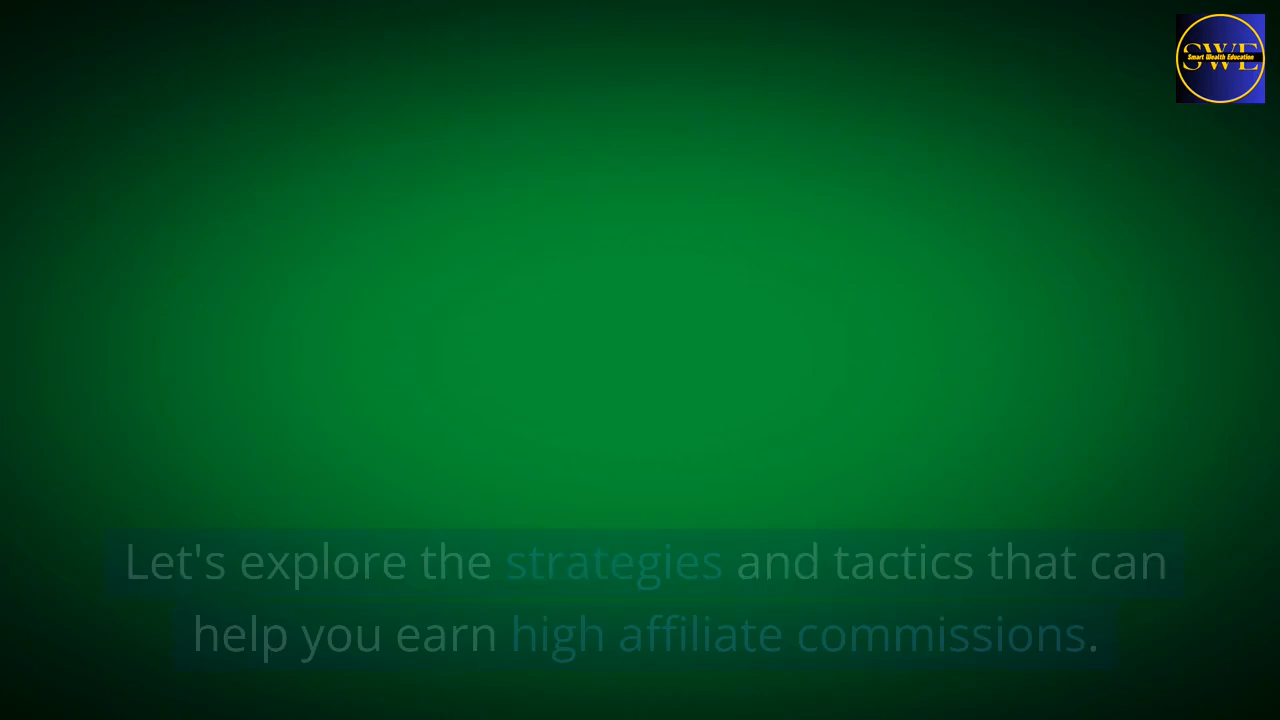 SWE
Smart Wealth Education
Let's explore the strategies and tactics that can
help you earn high affiliate commissions.